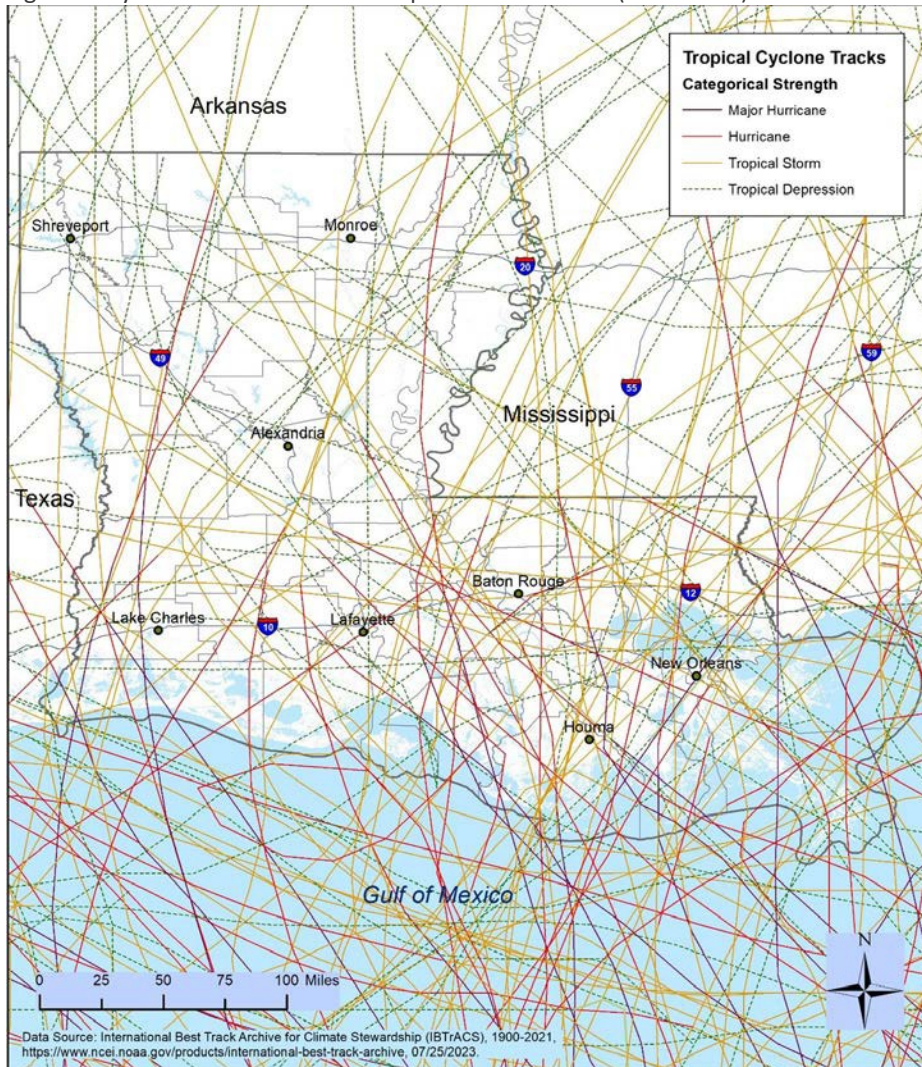 Tropical Cyclone Tracks
Categorical Strength
Major Hurricane
Hurricane
Tropical Storm
Tropical Depression
Arkansas
Shreveport
Monroe
20
49
59
55
Mississippi
Alexandria
Texas
Baton Rouge
12
Lake Charles
10
Lafayette
New Orleans
Houma
Gulf of Mexico
N
0 25 50 75 100 Miles
Data Source: International Best Track Archive for Climate Stewardship (IBTrACS), 1900-2021,
https://www.ncei.noaa.gov/products/international-best-track-archive, 07/25/2023.